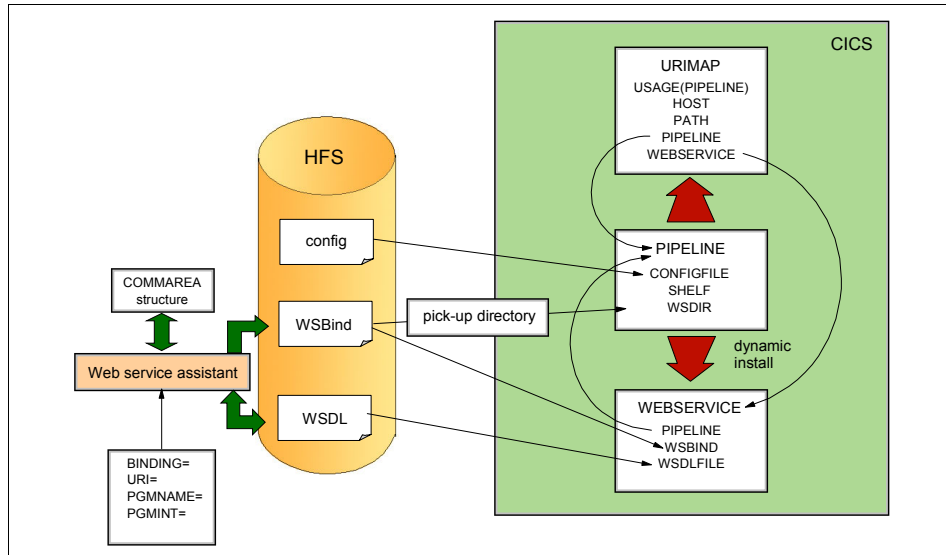 CICS
URIMAP
USAGE(PIPELINE)
HOST
PATH
PIPELINE
WEBSERVICE
HFS
config
PIPELINE
CONFIGFILE
SHELF
WSDIR
COMMAREA
structure
WSBind
pick-up directory
dynamic
install
Web service assistant
WSDL
WEBSERVICE
PIPELINE
WSBIND
WSDLFILE
BINDING=
URI=
PGMNAME=
PGMINT=